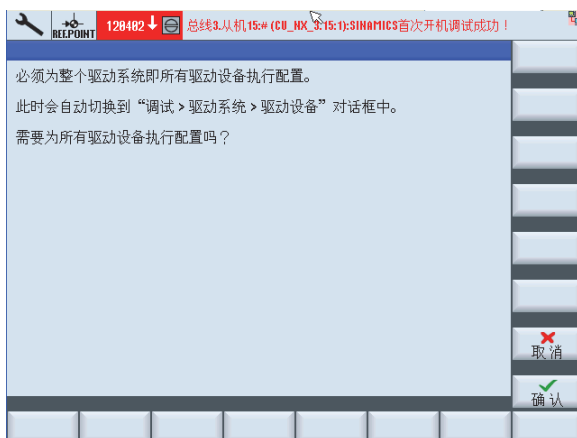 REF.POINT
120402
总线3.从机15:# (CU_NX_3.15:1):SINAMICS首次开机调试成功!
必须为整个驱动系统即所有驱动设备执行配置。
此时会自动切换到“调试>驱动系统>驱动设备”对话框中。
需要为所有驱动设备执行配置吗?
取消
确认